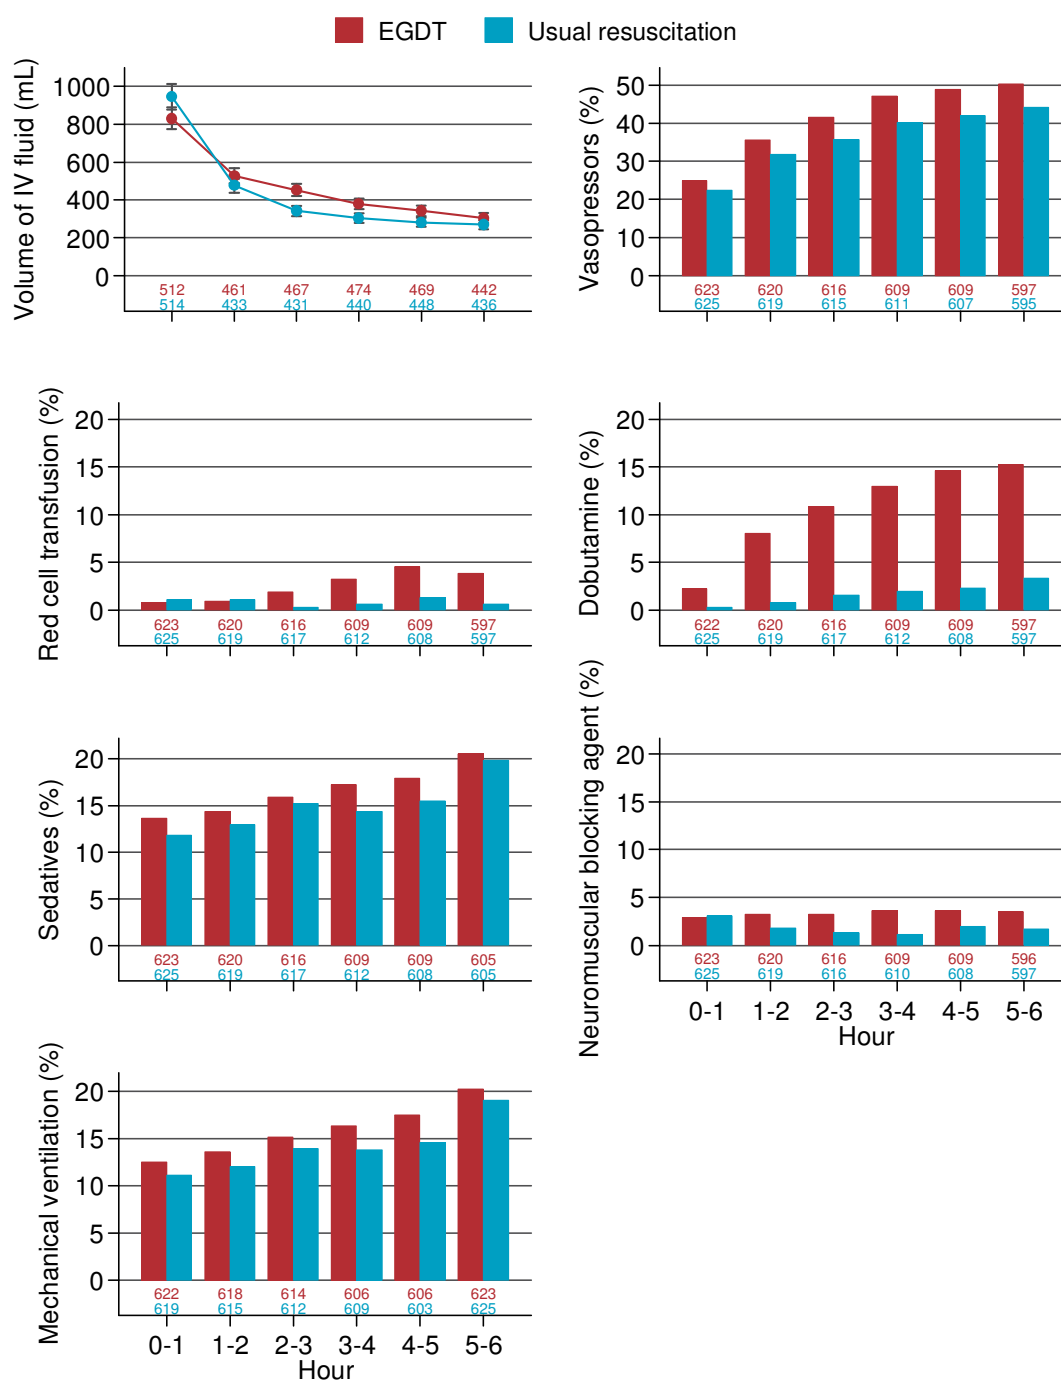 EGDT Usual resuscitation
Volume of IV fluid (mL)
1000
800
600
400
200
0
512 461 467 474 469 442
514 433 431 440 448 436
Vasopressors (%)
50
40
30
20
10
0
623 620 616 609 609 597
625 619 615 611 607 595
Red cell transfusion (%)
20
15
10
5
0
623 620 616 609 609 597
625 619 617 612 608 597
Dobutamine (%)
20
15
10
5
0
622 620 616 609 609 597
625 619 617 612 608 597
Sedatives (%)
20
15
10
5
0
623 620 616 609 609 605
625 619 617 612 608 605
Neuromuscular blocking agent (%)
20
15
10
5
0
623 620 616 609 609 596
625 619 616 610 608 597
0-1 1-2 2-3 3-4 4-5 5-6
Hour
Mechanical ventilation (%)
20
15
10
5
0
622 618 614 606 606 623
619 615 612 609 603 625
0-1 1-2 2-3 3-4 4-5 5-6
Hour